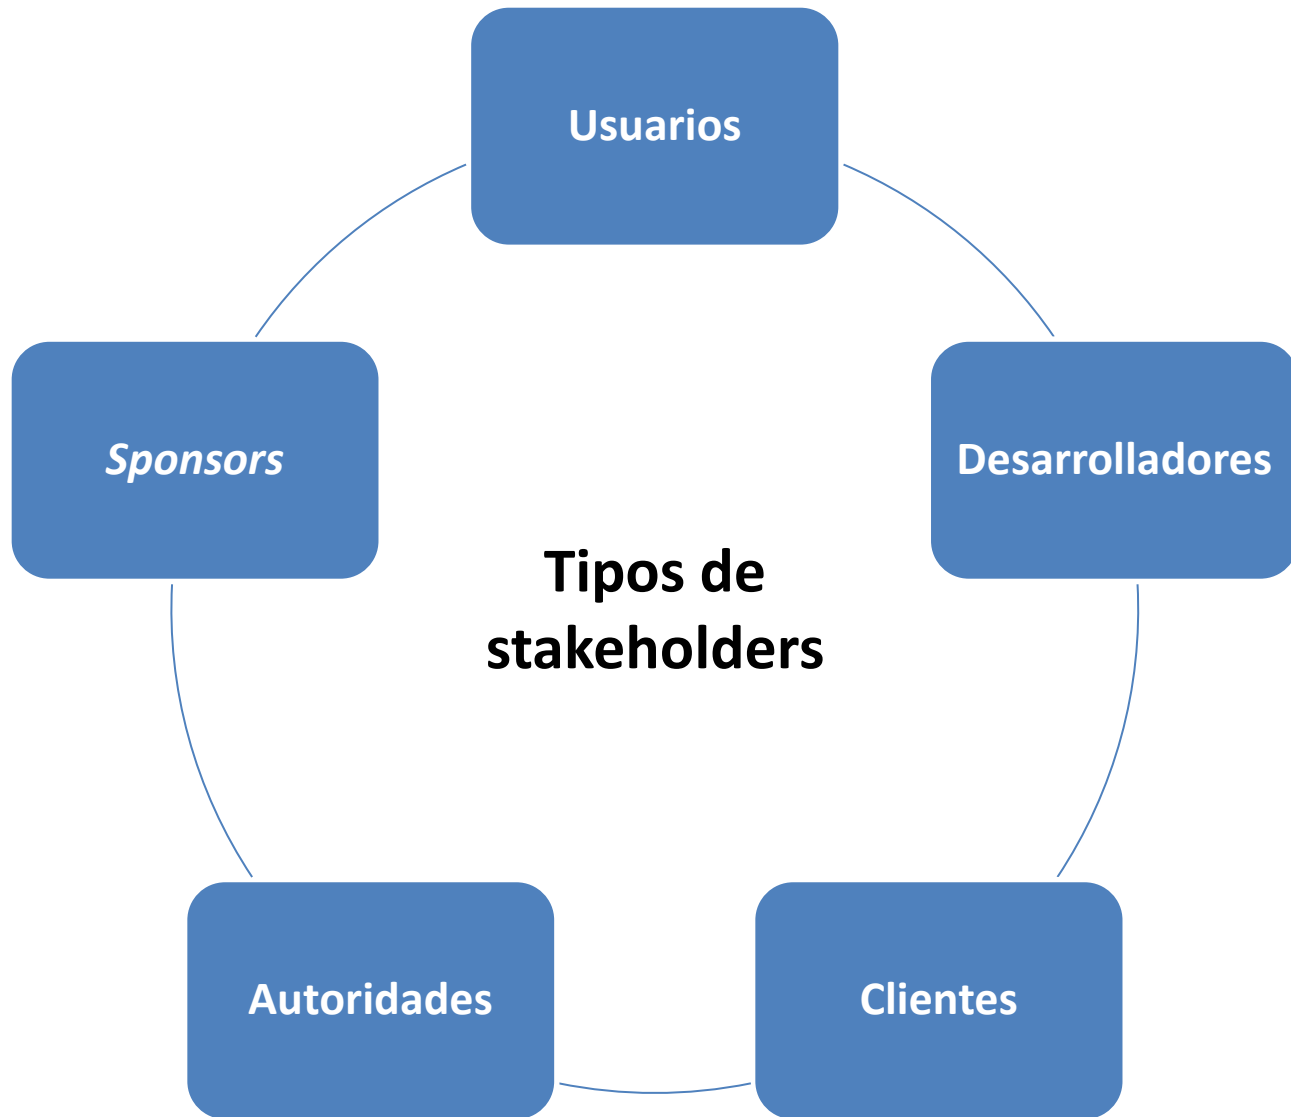 Usuarios
Sponsors
Desarrolladores
Tipos de
stakeholders
Autoridades
Clientes